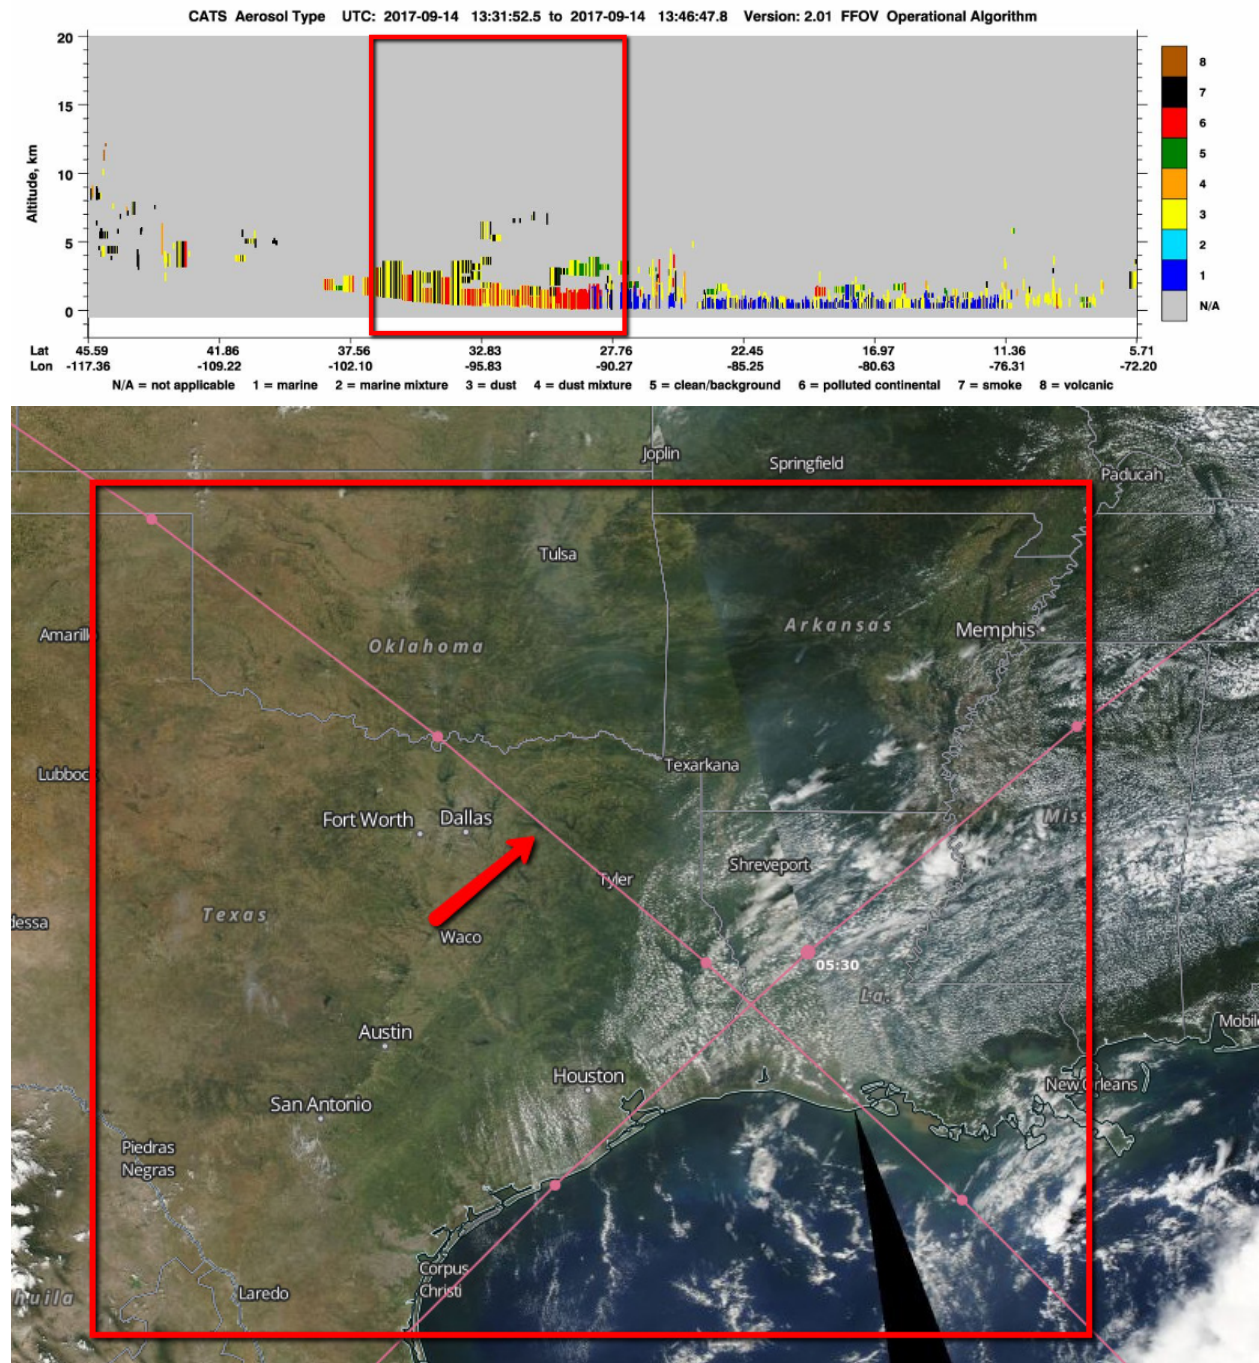 CATS Aerosol Type UTC: 2017-09-14 13:31:52.5 to 2017-09-14 13:46:47.8 Version: 2.01 FFOV Operational Algorithm
20
15
10
5
0
Altitude, km
8
7
6
5
4
3
2
1
N/A
Lat 45.59 41.86 37.56 32.83 27.76 22.45 16.97 11.36 5.71
Lon -117.36 -109.22 -102.10 -95.83 -90.27 -85.25 -80.63 -76.31 -72.20
N/A = not applicable 1 = marine 2 = marine mixture 3 = dust 4 = dust mixture 5 = clean/background 6 = polluted continental 7 = smoke 8 = volcanic
Joplin
Springfield
Paducah
Tulsa
Amarill
Oklahoma
Arkansas
Memphis
Lubboc
Texarkana
Fort Worth
Dallas
Miss
Shreveport
Tyler
Texas
dessa
Waco
05:30
La.
Austin
Mobil
Houston
New Orleans
San Antonio
Piedras
Negras
Corpus
Christi
Laredo
huila